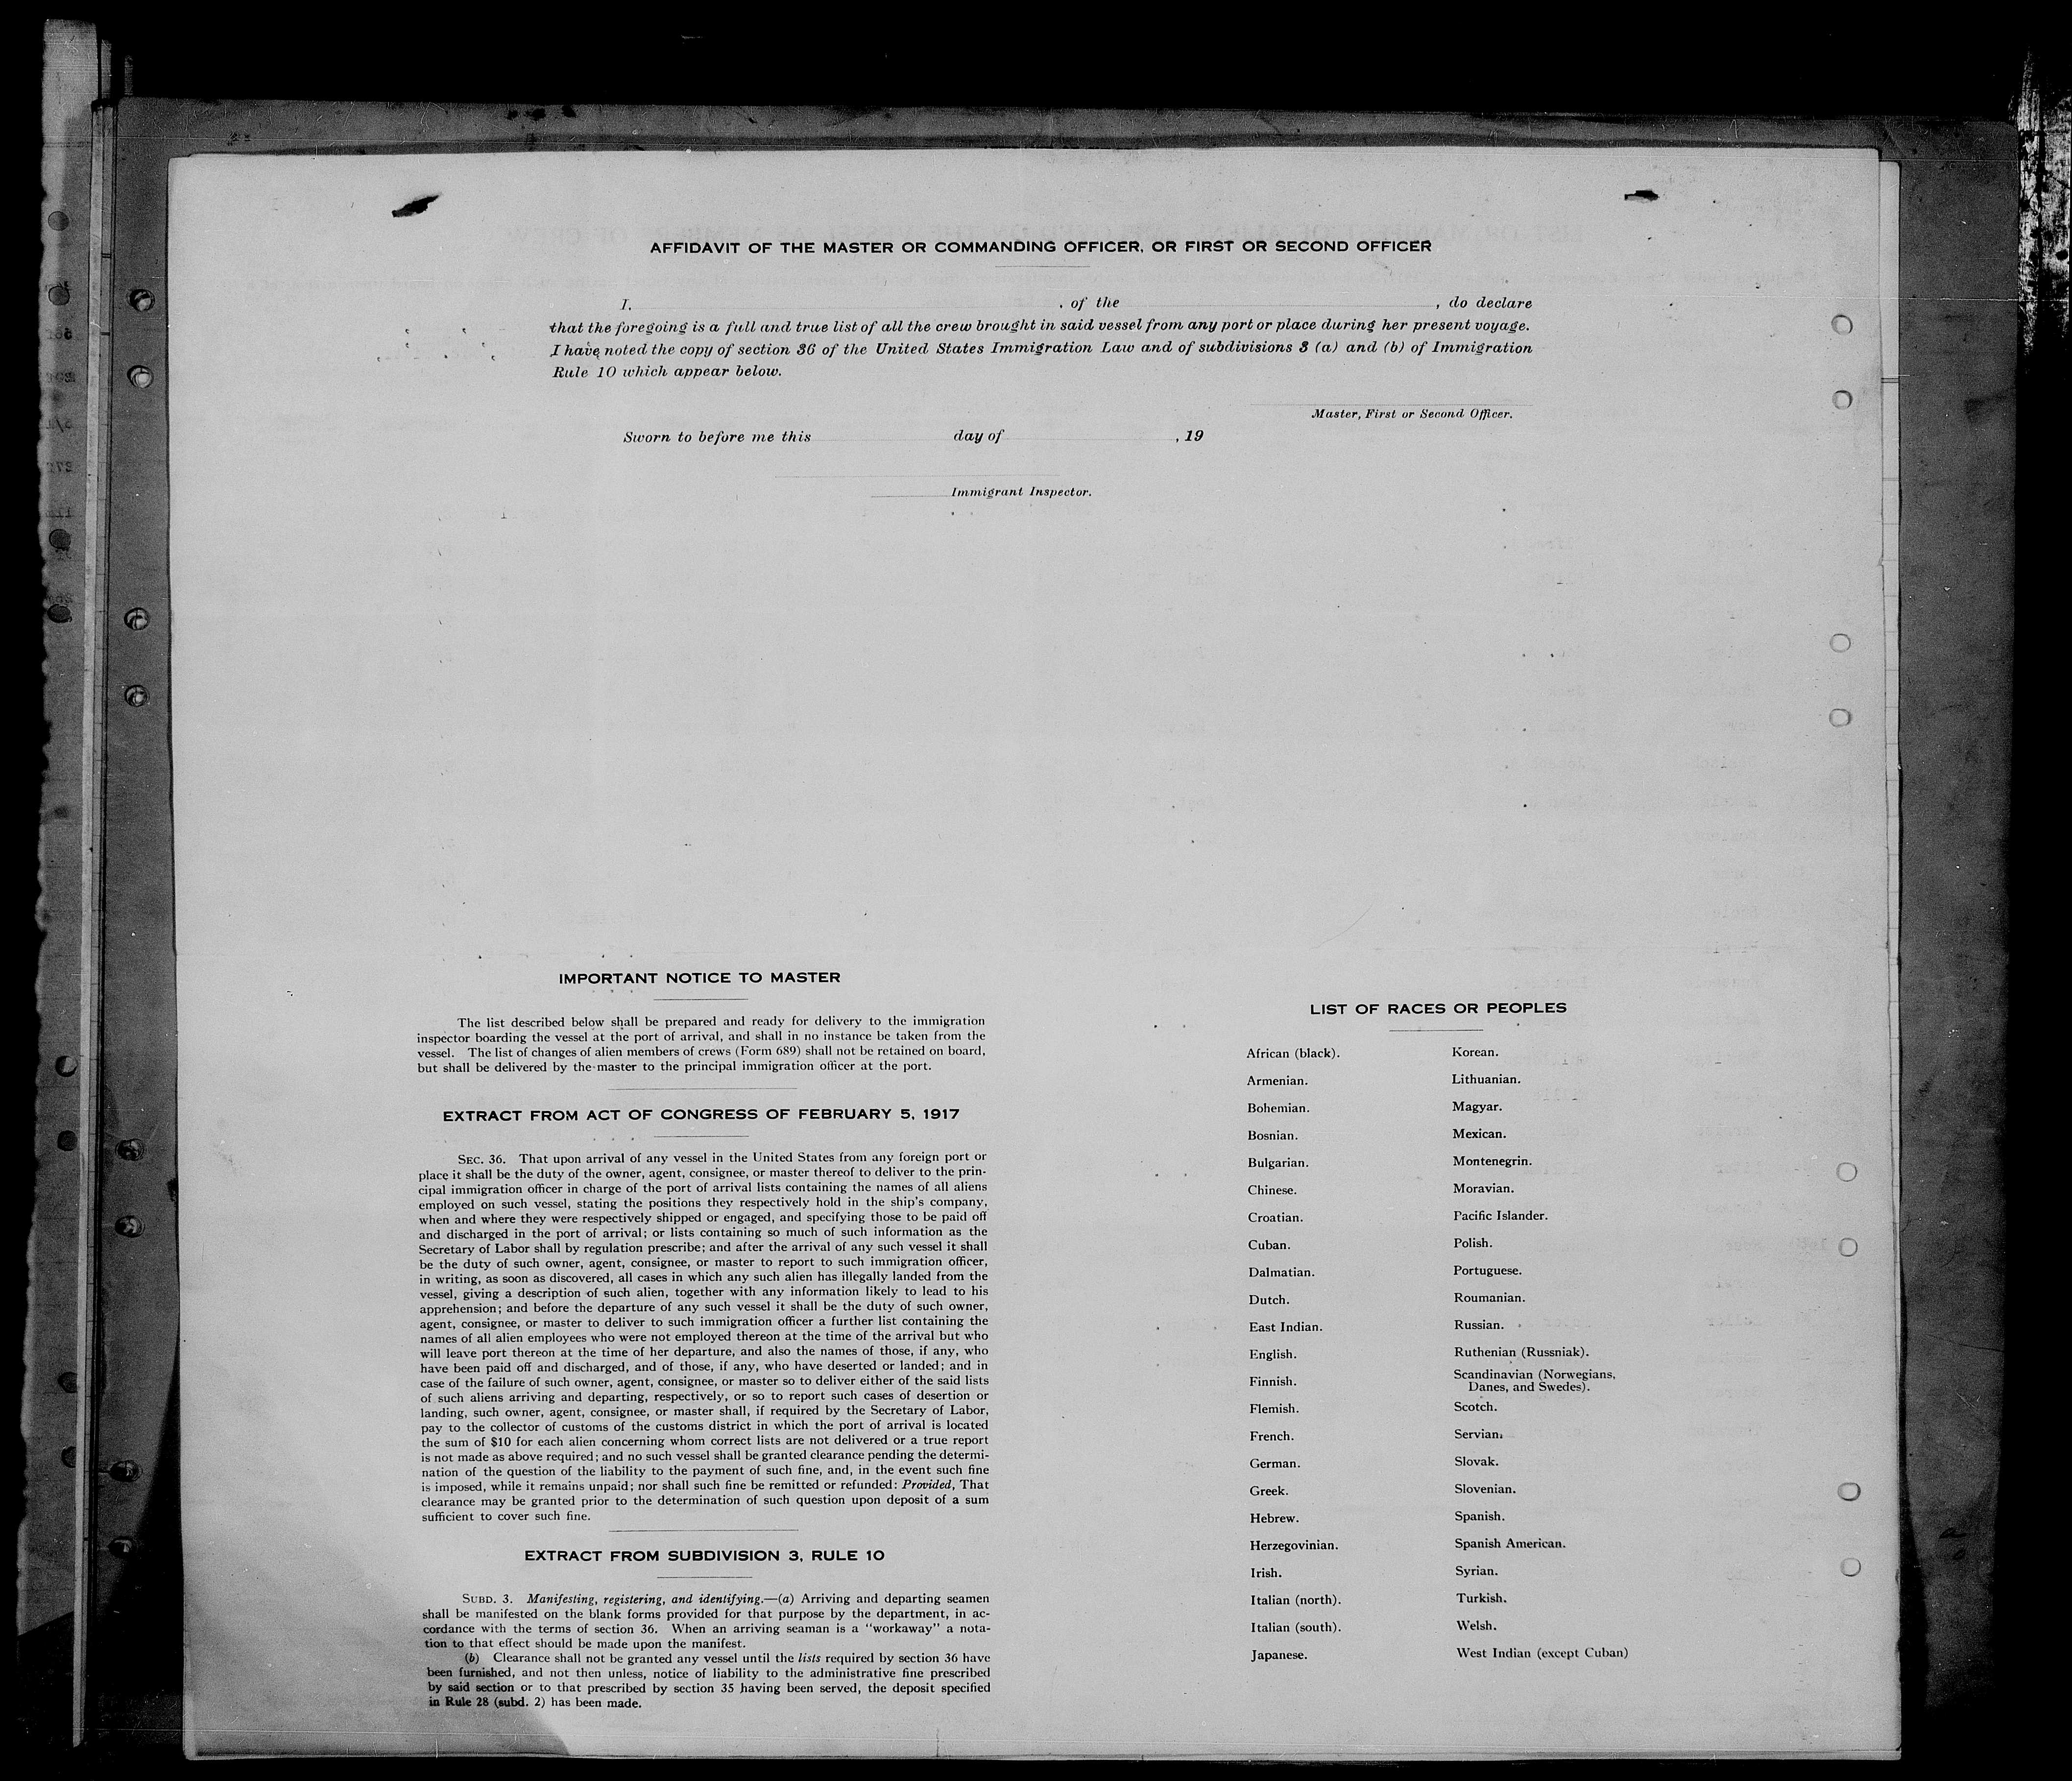 AFFIDAVIT OF THE MASTER OR COMMANDING OFFICER, OR FIRST OR SECOND OFFICER
I, , of the , do declare
that the foregoing is a full and true list of all the crew brought in said vessel from any port or place during her present voyage.
I have noted the copy of section 36 of the United States Immigration Law and of subdivisions 3 (a) and (b) of Immigration
Rule 10 which appear below.
Master, First or Second Officer.
Sworn to before me this day of , 19
Immigrant Inspector.
IMPORTANT NOTICE TO MASTER
The list described below shall be prepared and ready for delivery to the immigration
inspector boarding the vessel at the port of arrival, and shall in no instance be taken from the
vessel. The list of changes of alien members of crews (Form 689) shall not be retained on board,
but shall be delivered by the master to the principal immigration officer at the port.
EXTRACT FROM ACT OF CONGRESS OF FEBRUARY 5, 1917
SEC. 36. That upon arrival of any vessel in the United States from any foreign port or
place it shall be the duty of the owner, agent, consignee, or master thereof to deliver to the prin-
cipal immigration officer in charge of the port of arrival lists containing the names of all aliens
employed on such vessel, stating the positions they respectively hold in the ship's company,
when and where they were respectively shipped or engaged, and specifying those to be paid off
and discharged in the port of arrival; or lists containing so much of such information as the
Secretary of Labor shall by regulation prescribe; and after the arrival of any such vessel it shall
be the duty of such owner, agent, consignee, or master to report to such immigration officer,
in writing, as soon as discovered, all cases in which any such alien has illegally landed from the
vessel, giving a description of such alien, together with any information likely to lead to his
apprehension; and before the departure of any such vessel it shall be the duty of such owner,
agent, consignee, or master to deliver to such immigration officer a further list containing the
names of all alien employees who were not employed thereon at the time of the arrival but who
will leave port thereon at the time of her departure, and also the names of those, if any, who
have been paid off and discharged, and of those, if any, who have deserted or landed; and in
case of the failure of such owner, agent, consignee, or master so to deliver either of the said lists
of such aliens arriving and departing, respectively, or so to report such cases of desertion or
landing, such owner, agent, consignee, or master shall, if required by the Secretary of Labor,
pay to the collector of customs of the customs district in which the port of arrival is located
the sum of $10 for each alien concerning whom correct lists are not delivered or a true report
is not made as above required; and no such vessel shall be granted clearance pending the determi-
nation of the question of the liability to the payment of such fine, and, in the event such fine
is imposed, while it remains unpaid; nor shall such fine be remitted or refunded: Provided, That
clearance may be granted prior to the determination of such question upon deposit of a sum
sufficient to cover such fine.
EXTRACT FROM SUBDIVISION 3, RULE 10
SUBD. 3. Manifesting, registering, and identifying.—(a) Arriving and departing seamen
shall be manifested on the blank forms provided for that purpose by the department, in ac-
cordance with the terms of section 36. When an arriving seaman is a "workaway" a nota-
tion to that effect should be made upon the manifest.
(b) Clearance shall not be granted any vessel until the lists required by section 36 have
been furnished, and not then unless, notice of liability to the administrative fine prescribed
by said section or to that prescribed by section 35 having been served, the deposit specified
in Rule 28 (subd. 2) has been made.
LIST OF RACES OR PEOPLES
African (black).
Armenian.
Bohemian.
Bosnian.
Bulgarian.
Chinese.
Croatian.
Cuban.
Dalmatian.
Dutch.
East Indian.
English.
Finnish.
Flemish.
French.
German.
Greek.
Hebrew.
Herzegovinian.
Irish.
Italian (north).
Italian (south).
Japanese.
Korean.
Lithuanian.
Magyar.
Mexican.
Montenegrin.
Moravian.
Pacific Islander.
Polish.
Portuguese.
Roumanian.
Russian.
Ruthenian (Russniak).
Scandinavian (Norwegians,
Danes, and Swedes).
Scotch.
Servian.
Slovak.
Slovenian.
Spanish.
Spanish American.
Syrian.
Turkish.
Welsh.
West Indian (except Cuban)